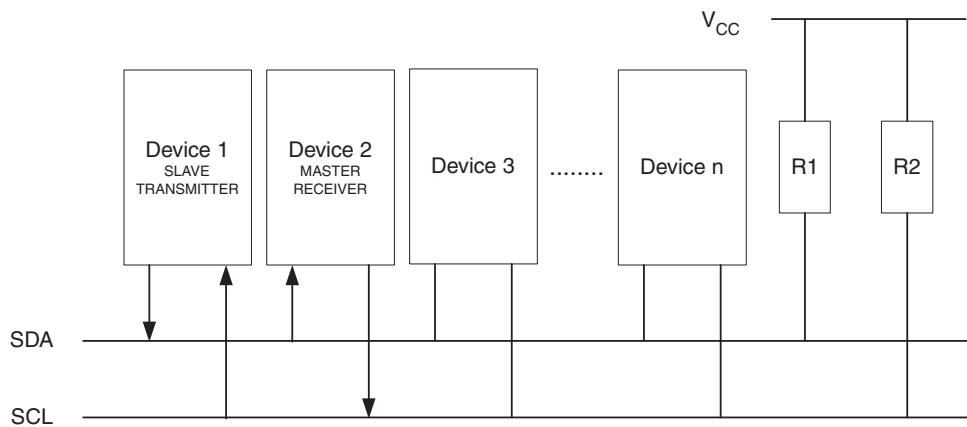 V_CC
Device 1
SLAVE
TRANSMITTER
Device 2
MASTER
RECEIVER
Device 3
........
Device n
R1
R2
SDA
SCL